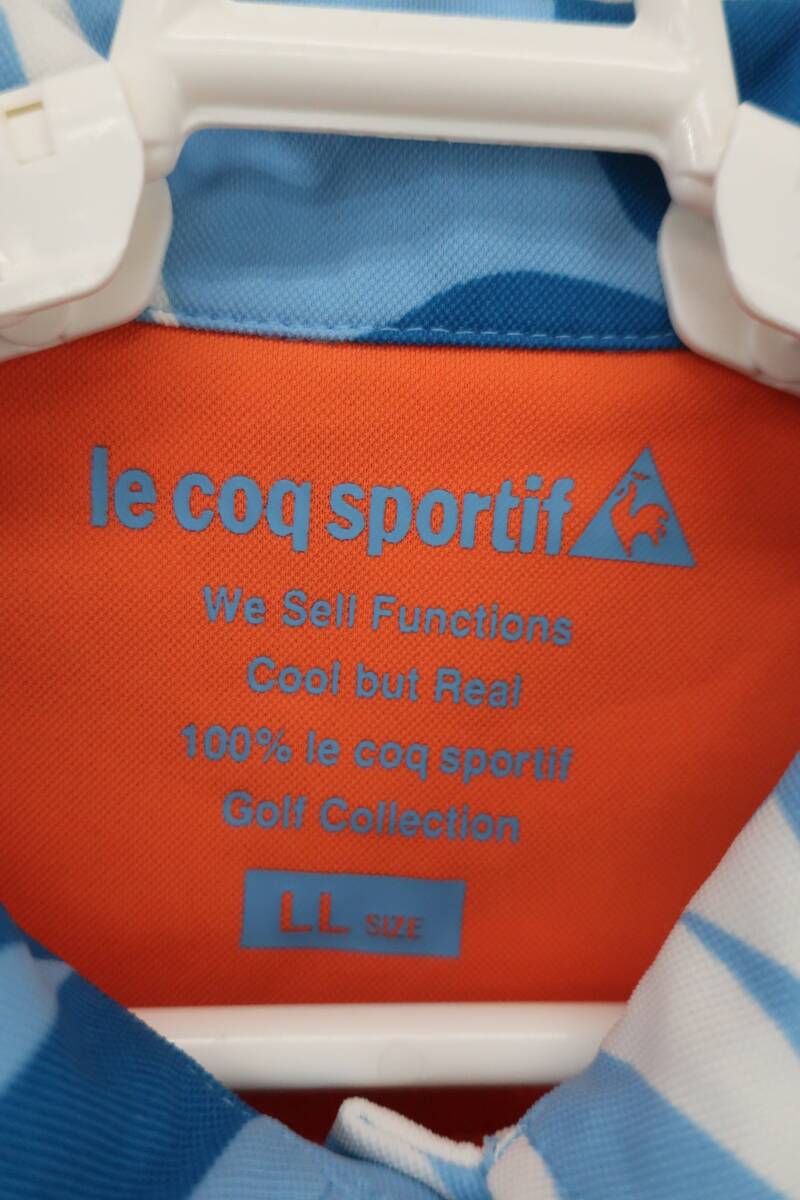 le coq sportif
We Sell Functions
Cool but Real
100% le coq sportif
Golf Collection
LL SIZE